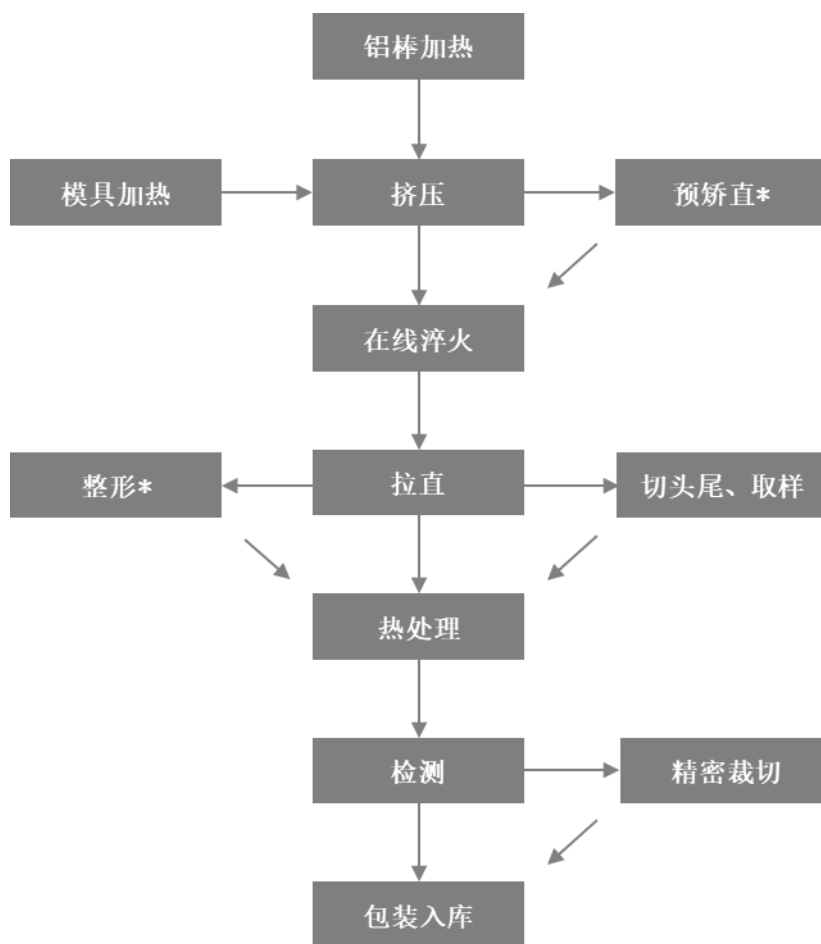 铝棒加热
模具加热
挤压
预矫直*
在线淬火
整形*
拉直
切头尾、取样
热处理
检测
精密裁切
包装入库